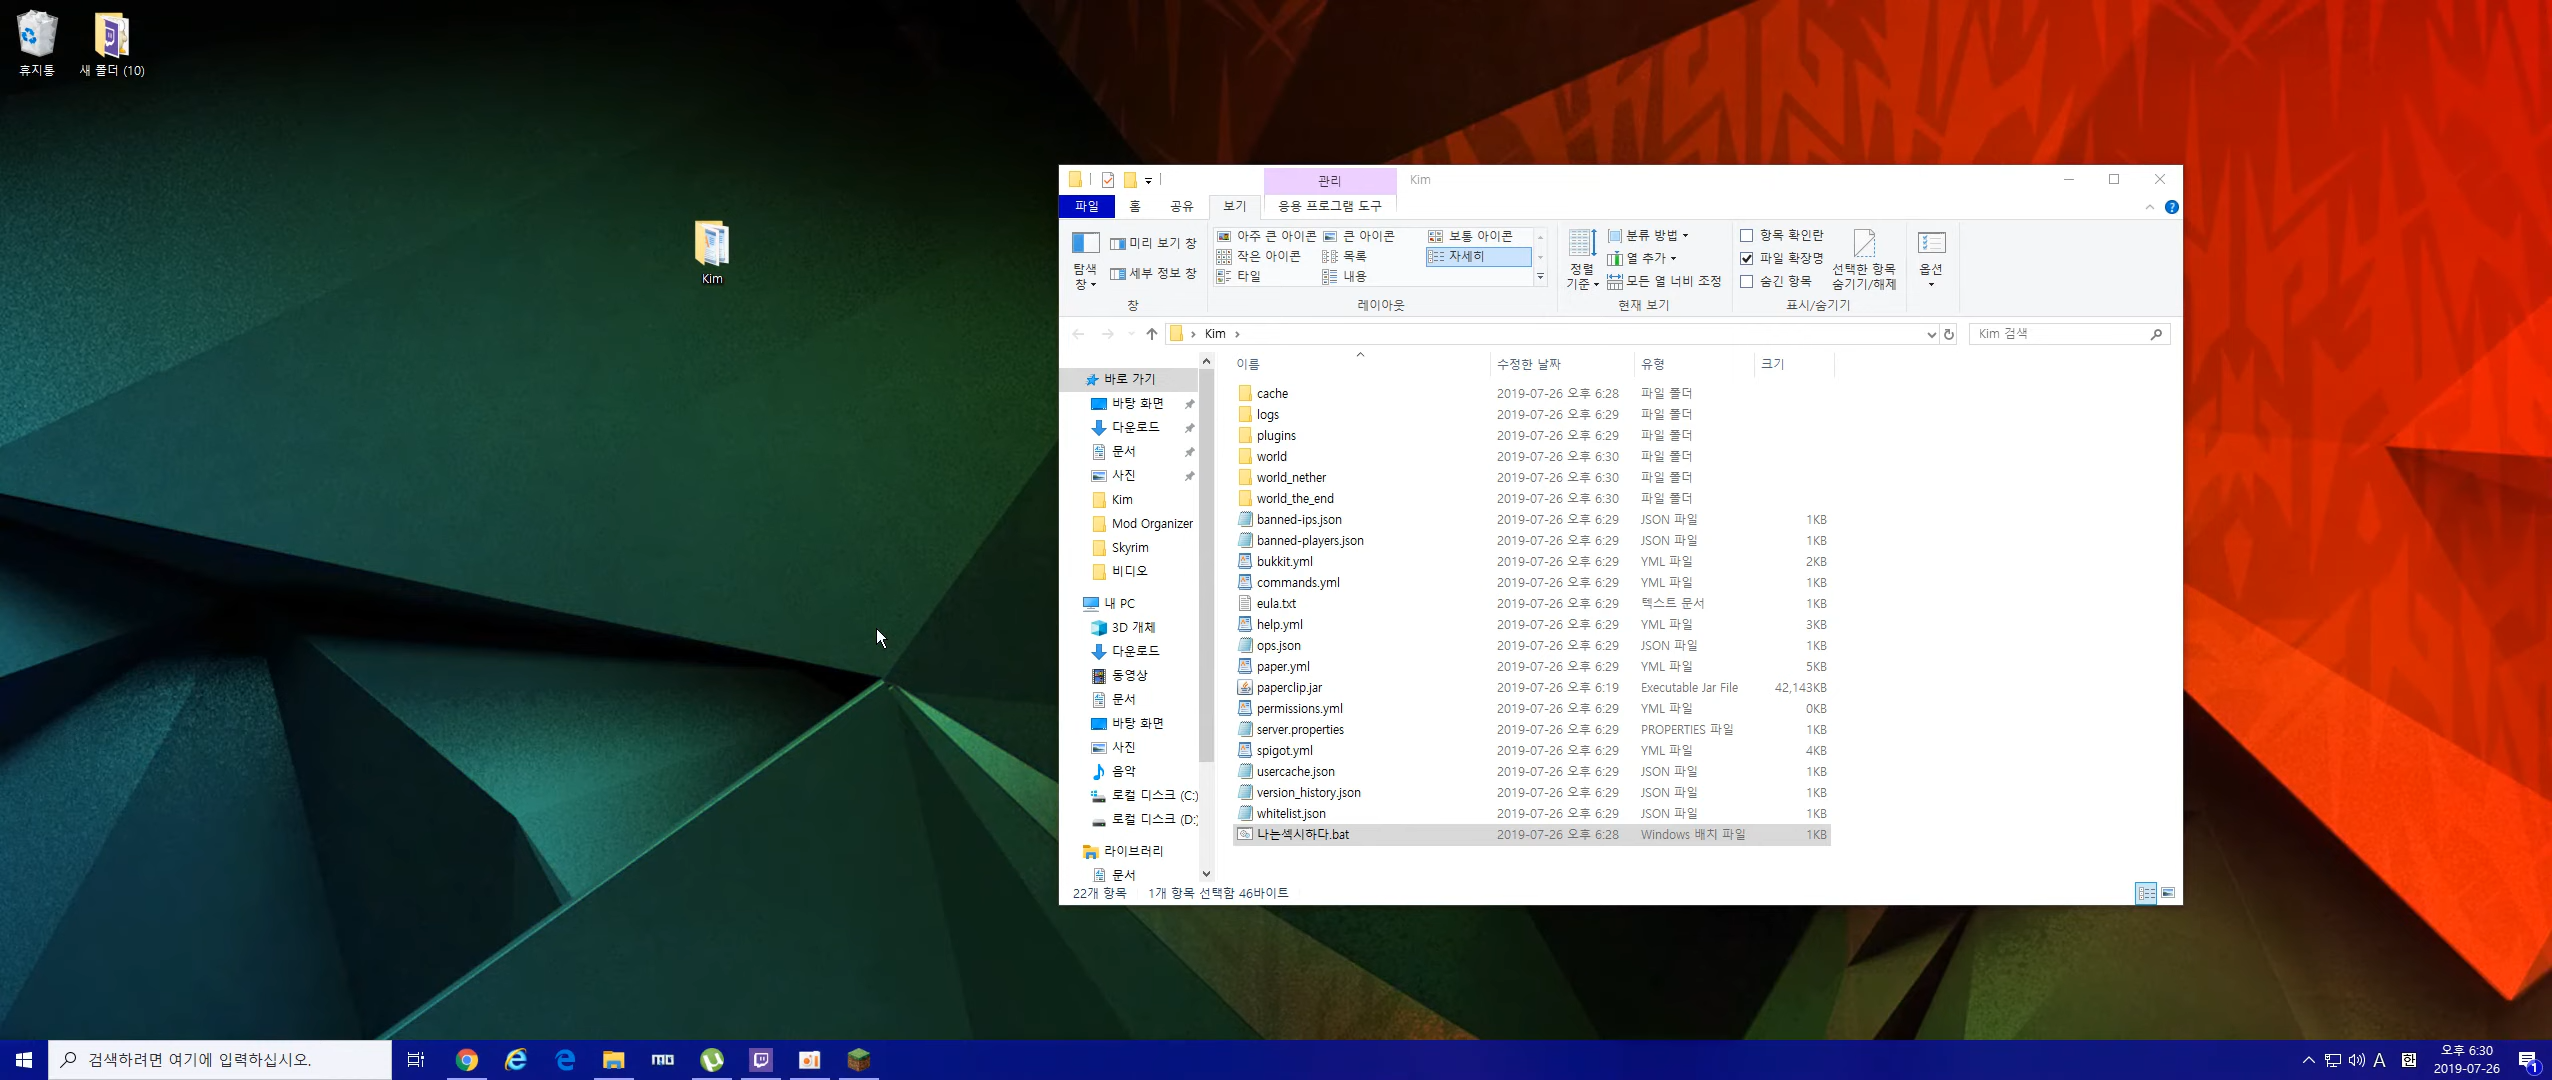 휴지통
새 폴더 (10)
Kim
관리
Kim
파일
홈
공유
보기
응용 프로그램 도구
탐색 창
미리 보기 창
세부 정보 창
창
아주 큰 아이콘
큰 아이콘
보통 아이콘
작은 아이콘
목록
자세히
타일
내용
레이아웃
정렬 기준
분류 방법
열 추가
모든 열 너비 조정
현재 보기
항목 확인란
파일 확장명
숨긴 항목
선택한 항목 숨기기/해제
표시/숨기기
옵션
Kim
Kim 검색
바로 가기
바탕 화면
다운로드
문서
사진
Kim
Mod Organizer
Skyrim
비디오
내 PC
3D 개체
다운로드
동영상
문서
바탕 화면
사진
음악
로컬 디스크 (C:)
로컬 디스크 (D:)
라이브러리
문서
이름 수정한 날짜 유형 크기
cache 2019-07-26 오후 6:28 파일 폴더
logs 2019-07-26 오후 6:29 파일 폴더
plugins 2019-07-26 오후 6:29 파일 폴더
world 2019-07-26 오후 6:30 파일 폴더
world_nether 2019-07-26 오후 6:30 파일 폴더
world_the_end 2019-07-26 오후 6:30 파일 폴더
banned-ips.json 2019-07-26 오후 6:29 JSON 파일 1KB
banned-players.json 2019-07-26 오후 6:29 JSON 파일 1KB
bukkit.yml 2019-07-26 오후 6:29 YML 파일 2KB
commands.yml 2019-07-26 오후 6:29 YML 파일 1KB
eula.txt 2019-07-26 오후 6:29 텍스트 문서 1KB
help.yml 2019-07-26 오후 6:29 YML 파일 3KB
ops.json 2019-07-26 오후 6:29 JSON 파일 1KB
paper.yml 2019-07-26 오후 6:29 YML 파일 5KB
paperclip.jar 2019-07-26 오후 6:19 Executable Jar File 42,143KB
permissions.yml 2019-07-26 오후 6:29 YML 파일 0KB
server.properties 2019-07-26 오후 6:29 PROPERTIES 파일 1KB
spigot.yml 2019-07-26 오후 6:29 YML 파일 4KB
usercache.json 2019-07-26 오후 6:29 JSON 파일 1KB
version_history.json 2019-07-26 오후 6:29 JSON 파일 1KB
whitelist.json 2019-07-26 오후 6:29 JSON 파일 1KB
나는섹시하다.bat 2019-07-26 오후 6:28 Windows 배치 파일 1KB
22개 항목 1개 항목 선택함 46바이트
검색하려면 여기에 입력하십시오.
A 한
오후 6:30
2019-07-26
1